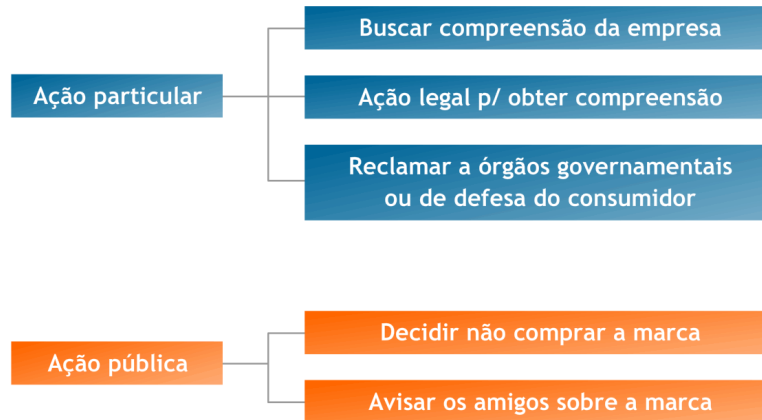 Buscar compreensão da empresa
Ação particular
Ação legal p/ obter compreensão
Reclamar a órgãos governamentais
ou de defesa do consumidor
Decidir não comprar a marca
Ação pública
Avisar os amigos sobre a marca